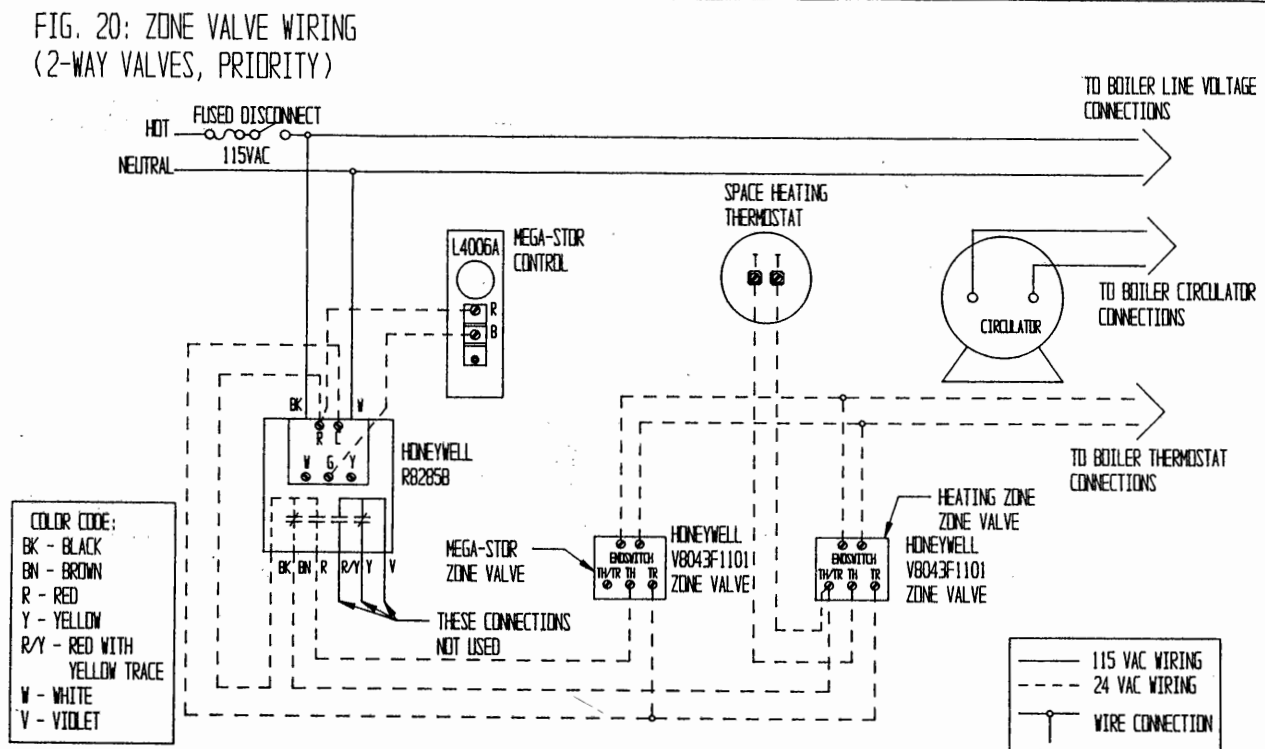 FIG. 20: ZONE VALVE WIRING
(2-WAY VALVES, PRIORITY)
TO BOILER LINE VOLTAGE
CONNECTIONS
FUSED DISCONNECT
HOT
115VAC
NEUTRAL
SPACE HEATING
THERMOSTAT
T T
L4006A
MEGA-STOR
CONTROL
R
B
CIRCULATOR
TO BOILER CIRCULATOR
CONNECTIONS
BK
W
R C
W G Y
HONEYWELL
R8285B
TO BOILER THERMOSTAT
CONNECTIONS
BK BN R R/Y Y V
THESE CONNECTIONS
NOT USED
MEGA-STOR
ZONE VALVE
ENDSWITCH
TH/TR TH TR
HONEYWELL
V8043F1101
ZONE VALVE
HEATING ZONE
ZONE VALVE
ENDSWITCH
TH/TR TH TR
HONEYWELL
V8043F1101
ZONE VALVE
COLOR CODE:
BK - BLACK
BN - BROWN
R - RED
Y - YELLOW
R/Y - RED WITH
YELLOW TRACE
W - WHITE
V - VIOLET
115 VAC WIRING
24 VAC WIRING
WIRE CONNECTION